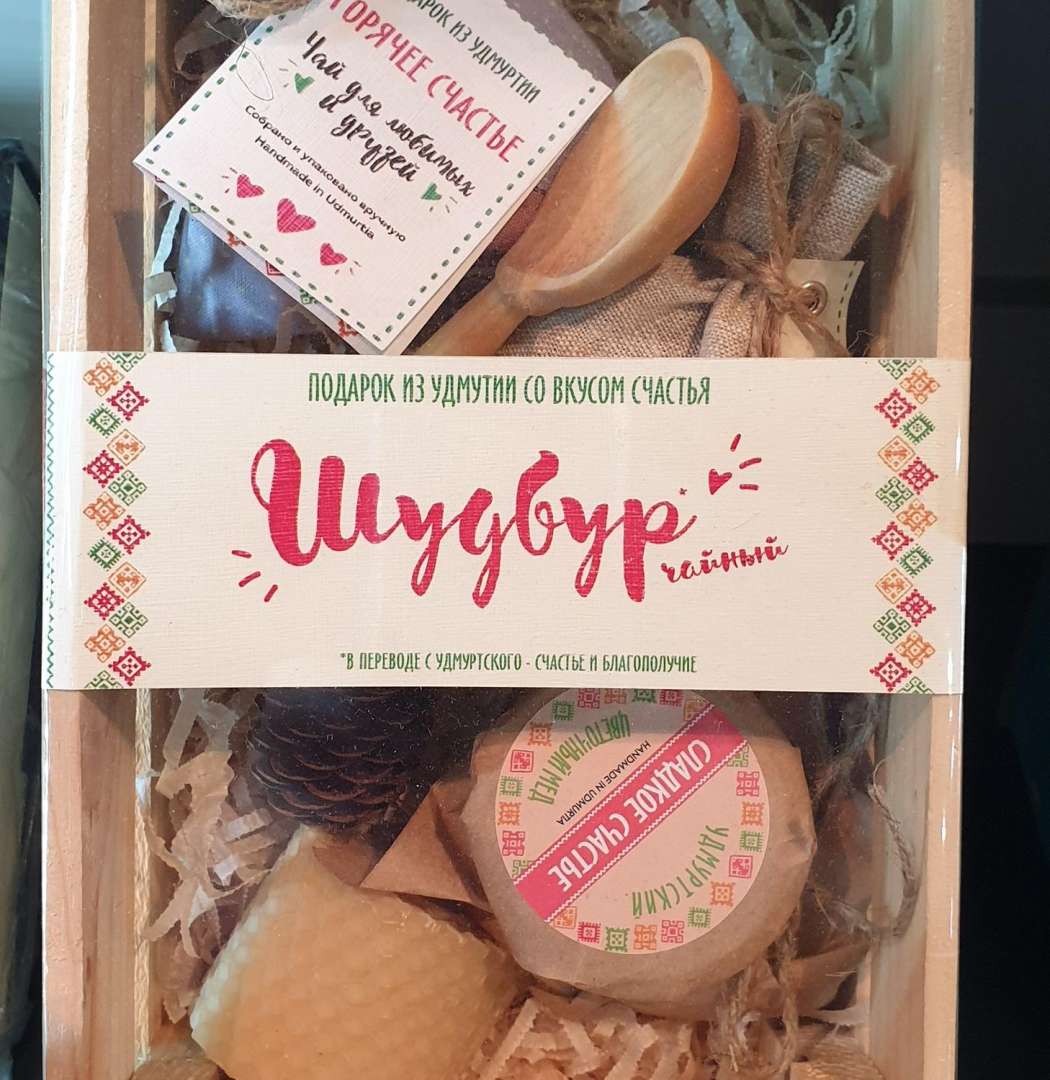 ПОДАРОК ИЗ УДМУРТИИ
ГОРЯЧЕЕ СЧАСТЬЕ
Чай для любимых
и друзей
Собрано и упаковано вручную
Handmade in Udmurtia
ПОДАРОК ИЗ УДМУТИИ СО ВКУСОМ СЧАСТЬЯ
Шудбур*
чайный
*В ПЕРЕВОДЕ С УДМУРТСКОГО - СЧАСТЬЕ И БЛАГОПОЛУЧИЕ
ЦВЕТОЧНЫЙ МЕД
HANDMADE IN UDMURTIA
СЛАДКОЕ СЧАСТЬЕ
УДМУРТСКИЙ